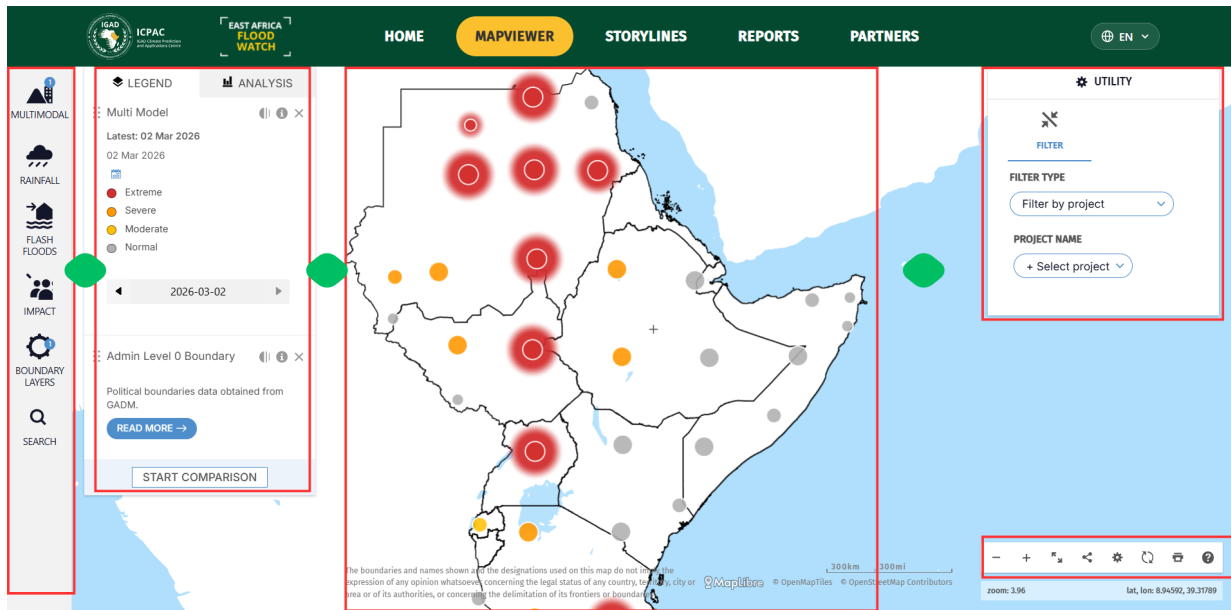 IGAD
ICPAC
IGAD Climate Prediction
and Applications Centre
EAST AFRICA
FLOOD
WATCH
HOME
MAPVIEWER
STORYLINES
REPORTS
PARTNERS
EN
1
MULTIMODAL
RAINFALL
FLASH
FLOODS
IMPACT
1
BOUNDARY
LAYERS
SEARCH
LEGEND
ANALYSIS
Multi Model
Latest: 02 Mar 2026
02 Mar 2026
Extreme
Severe
Moderate
Normal
2026-03-02
Admin Level 0 Boundary
Political boundaries data obtained from
GADM.
READ MORE →
START COMPARISON
The boundaries and names shown and the designations used on this map do not imply the
expression of any opinion whatsoever concerning the legal status of any country, territory, city or
area or of its authorities, or concerning the delimitation of its frontiers or boundaries
MapLibre
© OpenMapTiles © OpenStreetMap Contributors
300km
300mi
UTILITY
FILTER
FILTER TYPE
Filter by project
PROJECT NAME
+ Select project
zoom: 3.96
lat, lon: 8.94592, 39.31789